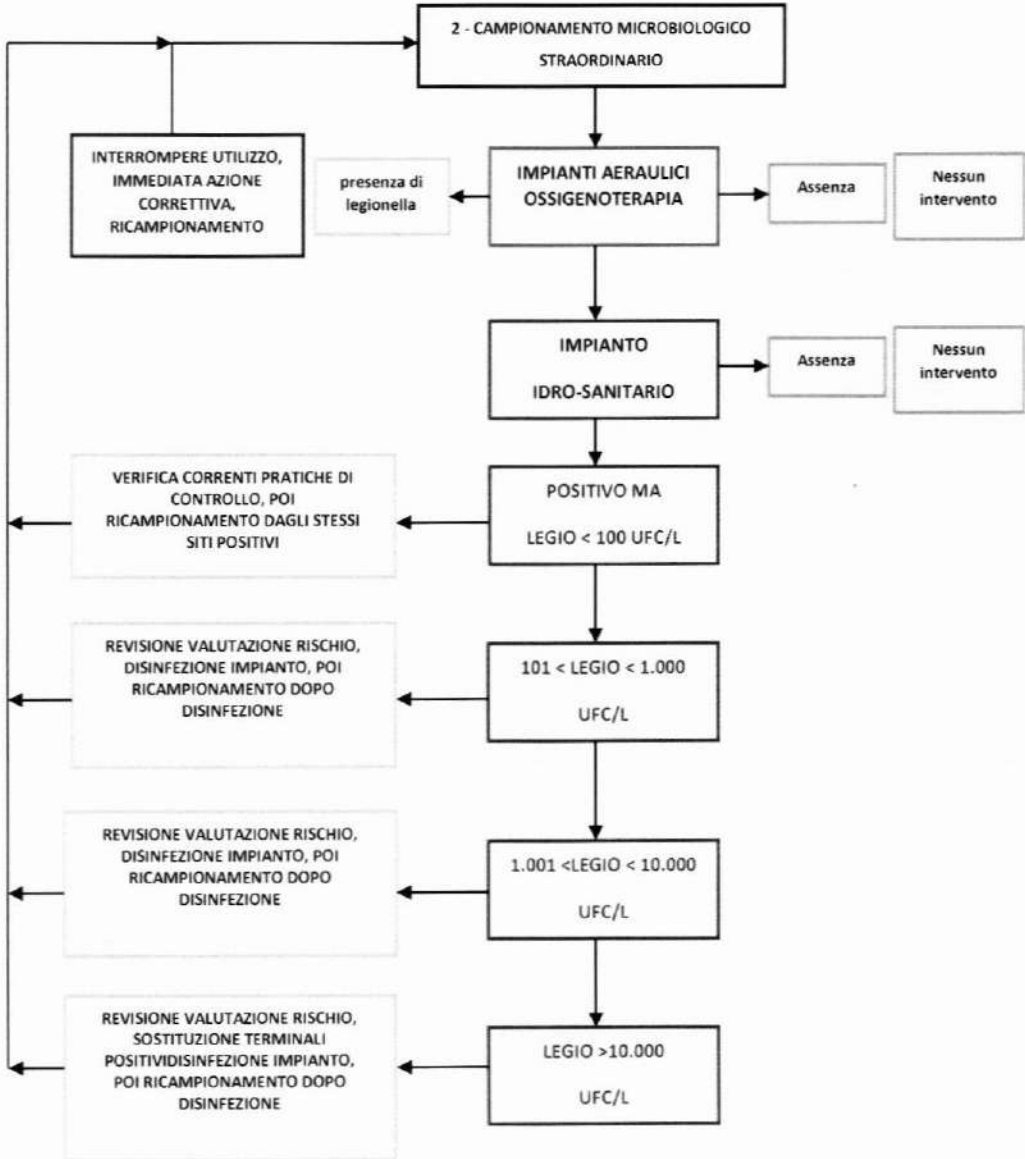 2 - CAMPIONAMENTO MICROBIOLOGICO
STRAORDINARIO
INTERROMPERE UTILIZZO,
IMMEDIATA AZIONE
CORRETTIVA,
RICAMPIONAMENTO
presenza di
legionella
IMPIANTI AERAULICI
OSSIGENOTERAPIA
Assenza
Nessun
intervento
IMPIANTO
IDRO-SANITARIO
Assenza
Nessun
intervento
VERIFICA CORRENTI PRATICHE DI
CONTROLLO, POI
RICAMPIONAMENTO DAGLI STESSI
SITI POSITIVI
POSITIVO MA
LEGIO < 100 UFC/L
REVISIONE VALUTAZIONE RISCHIO,
DISINFEZIONE IMPIANTO, POI
RICAMPIONAMENTO DOPO
DISINFEZIONE
101 < LEGIO < 1.000
UFC/L
REVISIONE VALUTAZIONE RISCHIO,
DISINFEZIONE IMPIANTO, POI
RICAMPIONAMENTO DOPO
DISINFEZIONE
1.001 <LEGIO < 10.000
UFC/L
REVISIONE VALUTAZIONE RISCHIO,
SOSTITUZIONE TERMINALI
POSITIVIDISINFEZIONE IMPIANTO,
POI RICAMPIONAMENTO DOPO
DISINFEZIONE
LEGIO >10.000
UFC/L